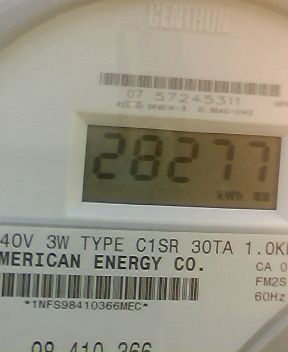 CENTRON
07 57245311
28277
kWh
40V 3W TYPE C1SR 30TA 1.0K
MERICAN ENERGY CO.
CA 0
FM2S
60Hz
*1NFS98410366MEC*
98 410 366